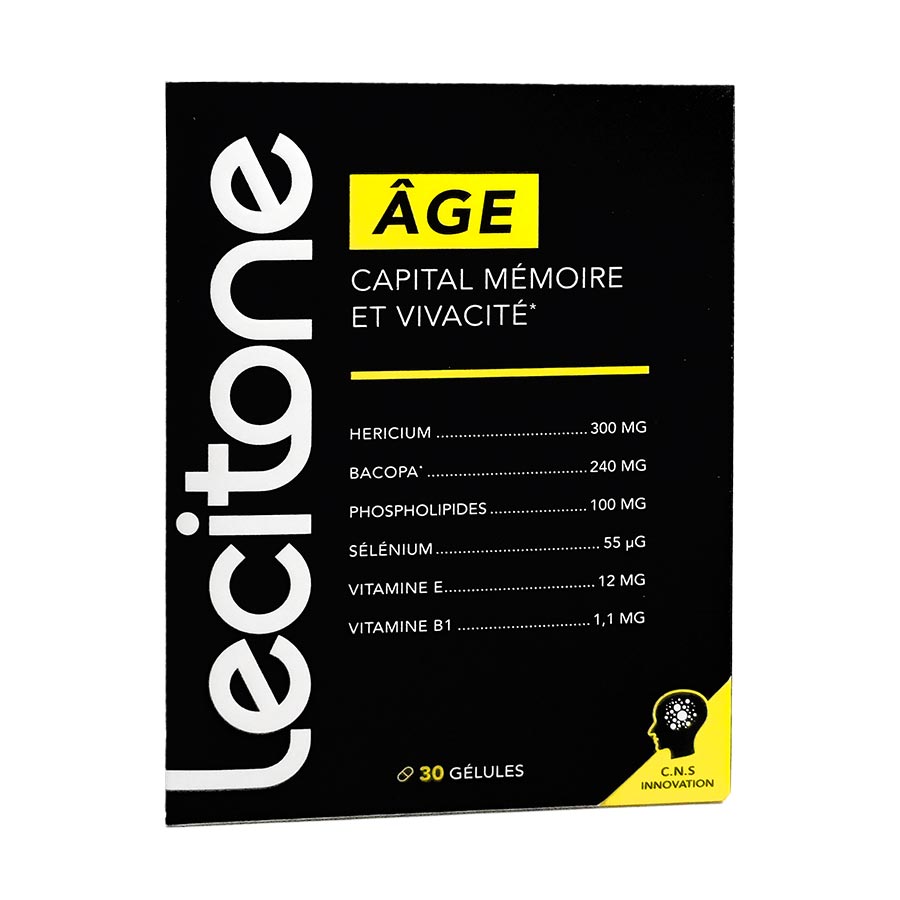 Lecitone
ÂGE
CAPITAL MÉMOIRE
ET VIVACITÉ*
HERICIUM ................................... 300 MG
BACOPA* ................................... 240 MG
PHOSPHOLIPIDES ...................... 100 MG
SÉLÉNIUM ..................................... 55 µG
VITAMINE E ................................... 12 MG
VITAMINE B1 ............................... 1,1 MG
30 GÉLULES
C.N.S
INNOVATION